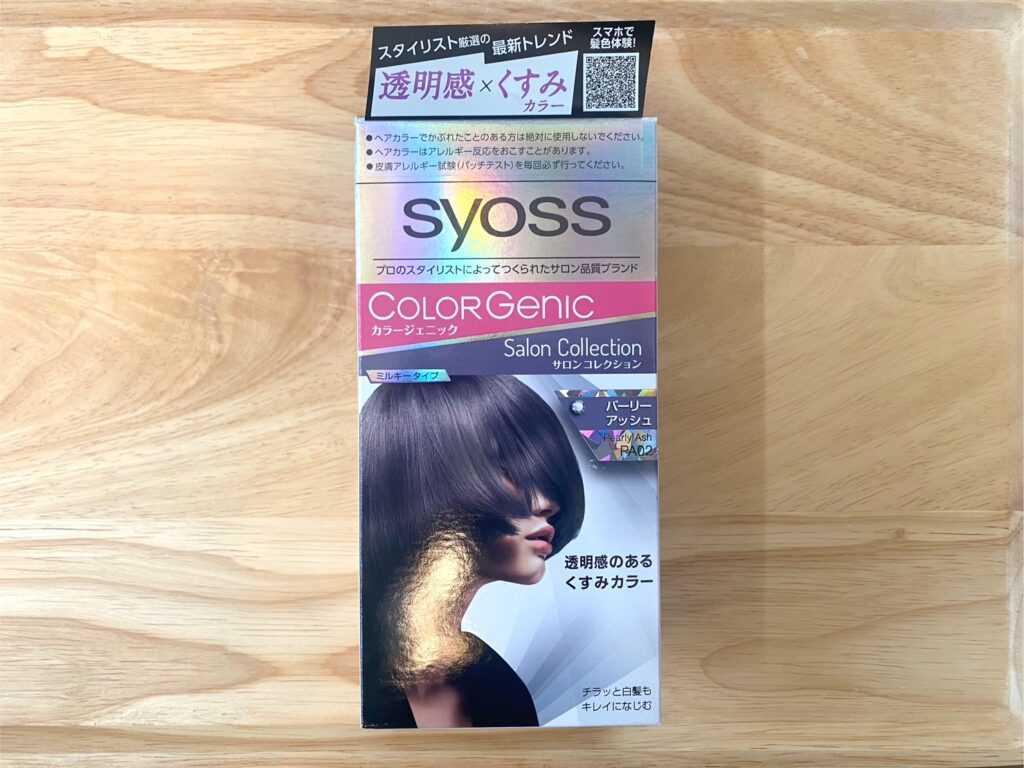 スタイリスト厳選の最新トレンド
透明感×くすみ
カラー
スマホで
髪色体験!
●ヘアカラーでかぶれたことのある方は絶対に使用しないでください。
●ヘアカラーはアレルギー反応をおこすことがあります。
●皮膚アレルギー試験(パッチテスト)を毎回必ず行ってください。
syoss
プロのスタイリストによってつくられたサロン品質ブランド
COLORGENIC
カラージェニック
Salon Collection
サロンコレクション
ミルキータイプ
パーリー
アッシュ
Pearly Ash
PA02
透明感のある
くすみカラー
チラッと白髪も
キレイになじむ